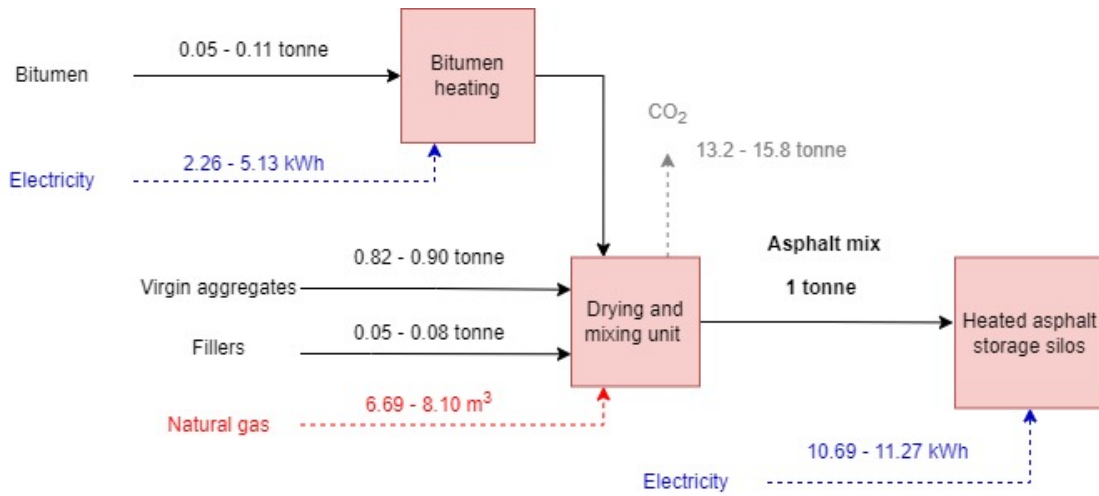 0.05 - 0.11 tonne
Bitumen
Bitumen
heating
2.26 - 5.13 kWh
Electricity
CO₂
13.2 - 15.8 tonne
0.82 - 0.90 tonne
Virgin aggregates
0.05 - 0.08 tonne
Fillers
6.69 - 8.10 m³
Natural gas
Drying and
mixing unit
Asphalt mix
1 tonne
Heated asphalt
storage silos
10.69 - 11.27 kWh
Electricity